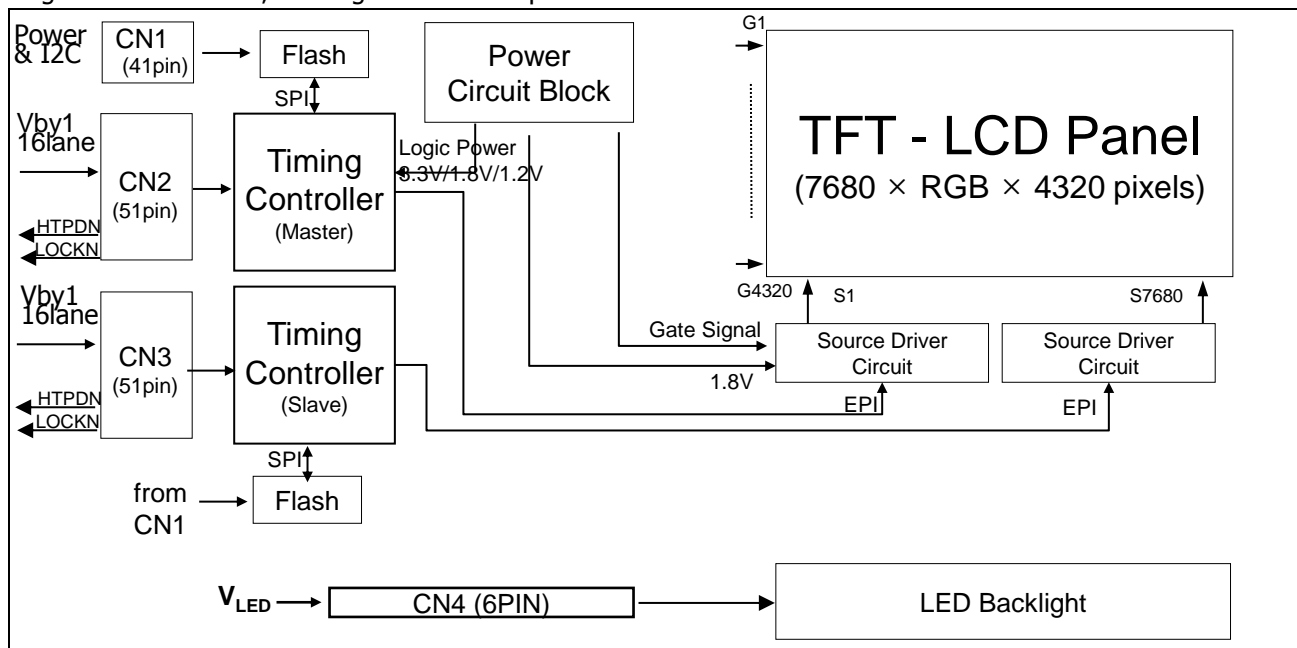 Power
& I2C
CN1
(41pin)
Flash
SPI
Power
Circuit Block
G1
TFT - LCD Panel
(7680 × RGB × 4320 pixels)
Vby1
16lane
CN2
(51pin)
HTPDN
LOCKN
Timing
Controller
(Master)
Logic Power
3.3V/1.8V/1.2V
G4320
S1
S7680
Vby1
16lane
CN3
(51pin)
HTPDN
LOCKN
Timing
Controller
(Slave)
Gate Signal
1.8V
Source Driver
Circuit
Source Driver
Circuit
EPI
EPI
SPI
from
CN1
Flash
VLED
CN4 (6PIN)
LED Backlight